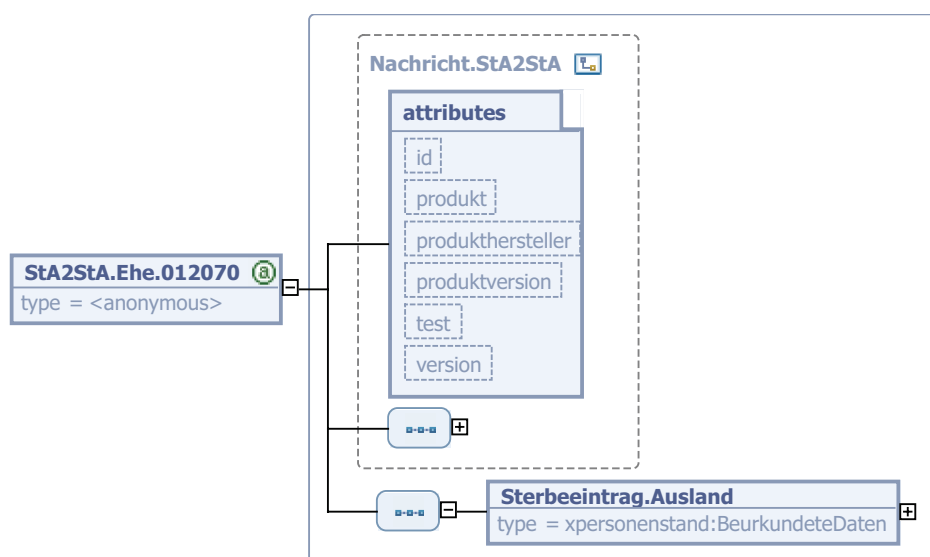 Nachricht.StA2StA
attributes
id
produkt
produkthersteller
produktversion
test
version
StA2StA.Ehe.012070 @
type = <anonymous>
Sterbeeintrag.Ausland
type = xpersonenstand:BeurkundeteDaten